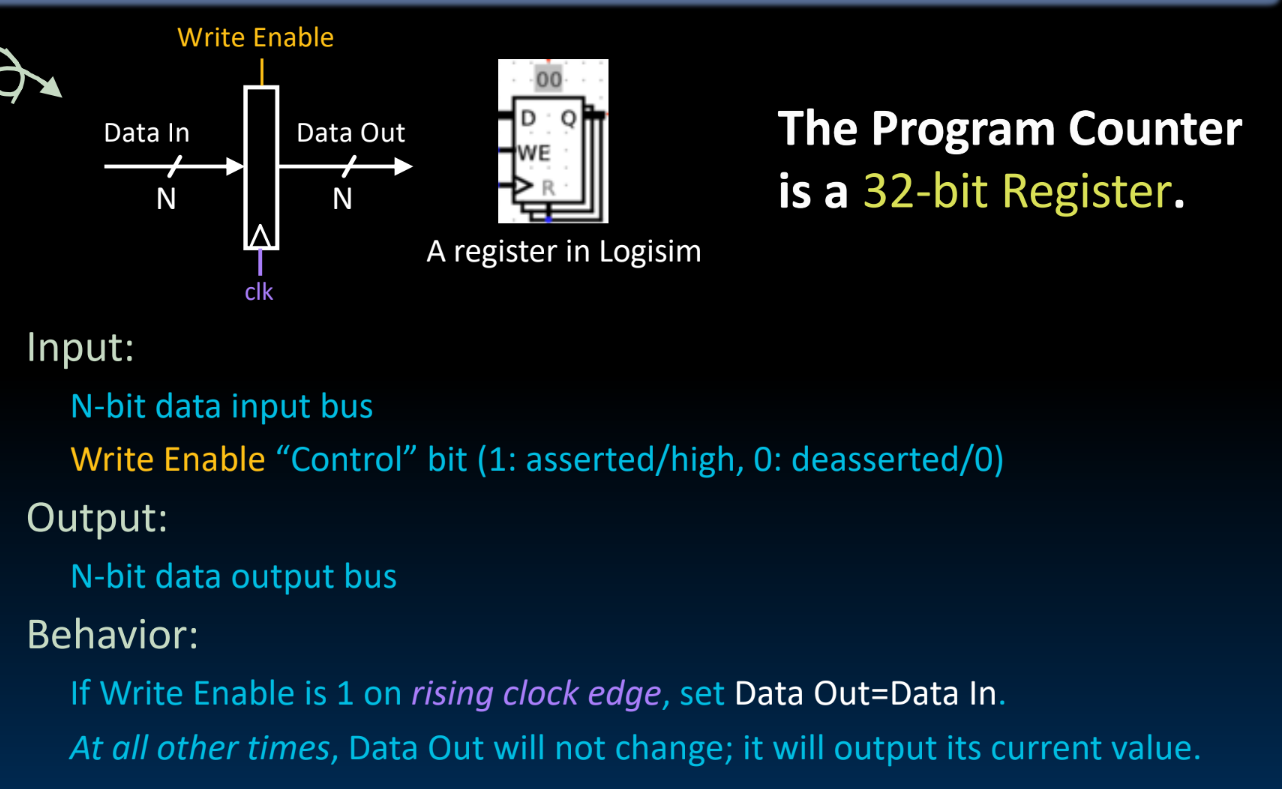 Write Enable
Data In
Data Out
N
N
clk
00
D Q
WE
R
A register in Logisim
The Program Counter
is a 32-bit Register.
Input:
N-bit data input bus
Write Enable “Control” bit (1: asserted/high, 0: deasserted/0)
Output:
N-bit data output bus
Behavior:
If Write Enable is 1 on rising clock edge, set Data Out=Data In.
At all other times, Data Out will not change; it will output its current value.